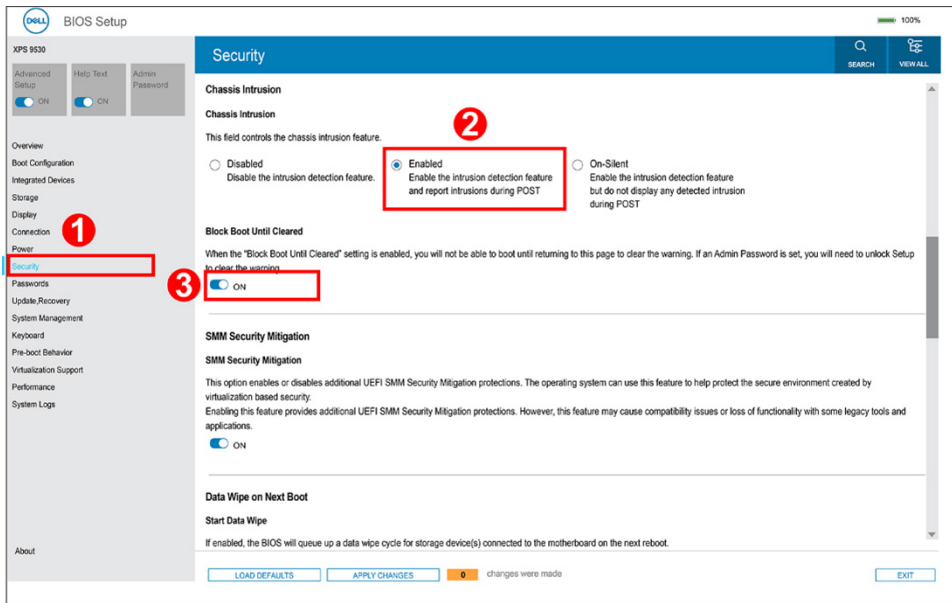 DELL
BIOS Setup
100%
XPS 9530
Advanced Setup
ON
Help Text
ON
Admin Password
Overview
Boot Configuration
Integrated Devices
Storage
Display
Connection
Power
Security
Passwords
Update,Recovery
System Management
Keyboard
Pre-boot Behavior
Virtualization Support
Performance
System Logs
About
1
Security
SEARCH
VIEW ALL
Chassis Intrusion
Chassis Intrusion
This field controls the chassis intrusion feature.
2
Disabled
Disable the intrusion detection feature.
Enabled
Enable the intrusion detection feature
and report intrusions during POST
On-Silent
Enable the intrusion detection feature
but do not display any detected intrusion
during POST
Block Boot Until Cleared
When the "Block Boot Until Cleared" setting is enabled, you will not be able to boot until returning to this page to clear the warning. If an Admin Password is set, you will need to unlock Setup
to clear the warning.
3
ON
SMM Security Mitigation
SMM Security Mitigation
This option enables or disables additional UEFI SMM Security Mitigation protections. The operating system can use this feature to help protect the secure environment created by
virtualization based security.
Enabling this feature provides additional UEFI SMM Security Mitigation protections. However, this feature may cause compatibility issues or loss of functionality with some legacy tools and
applications.
ON
Data Wipe on Next Boot
Start Data Wipe
If enabled, the BIOS will queue up a data wipe cycle for storage device(s) connected to the motherboard on the next reboot.
LOAD DEFAULTS
APPLY CHANGES
0 changes were made
EXIT